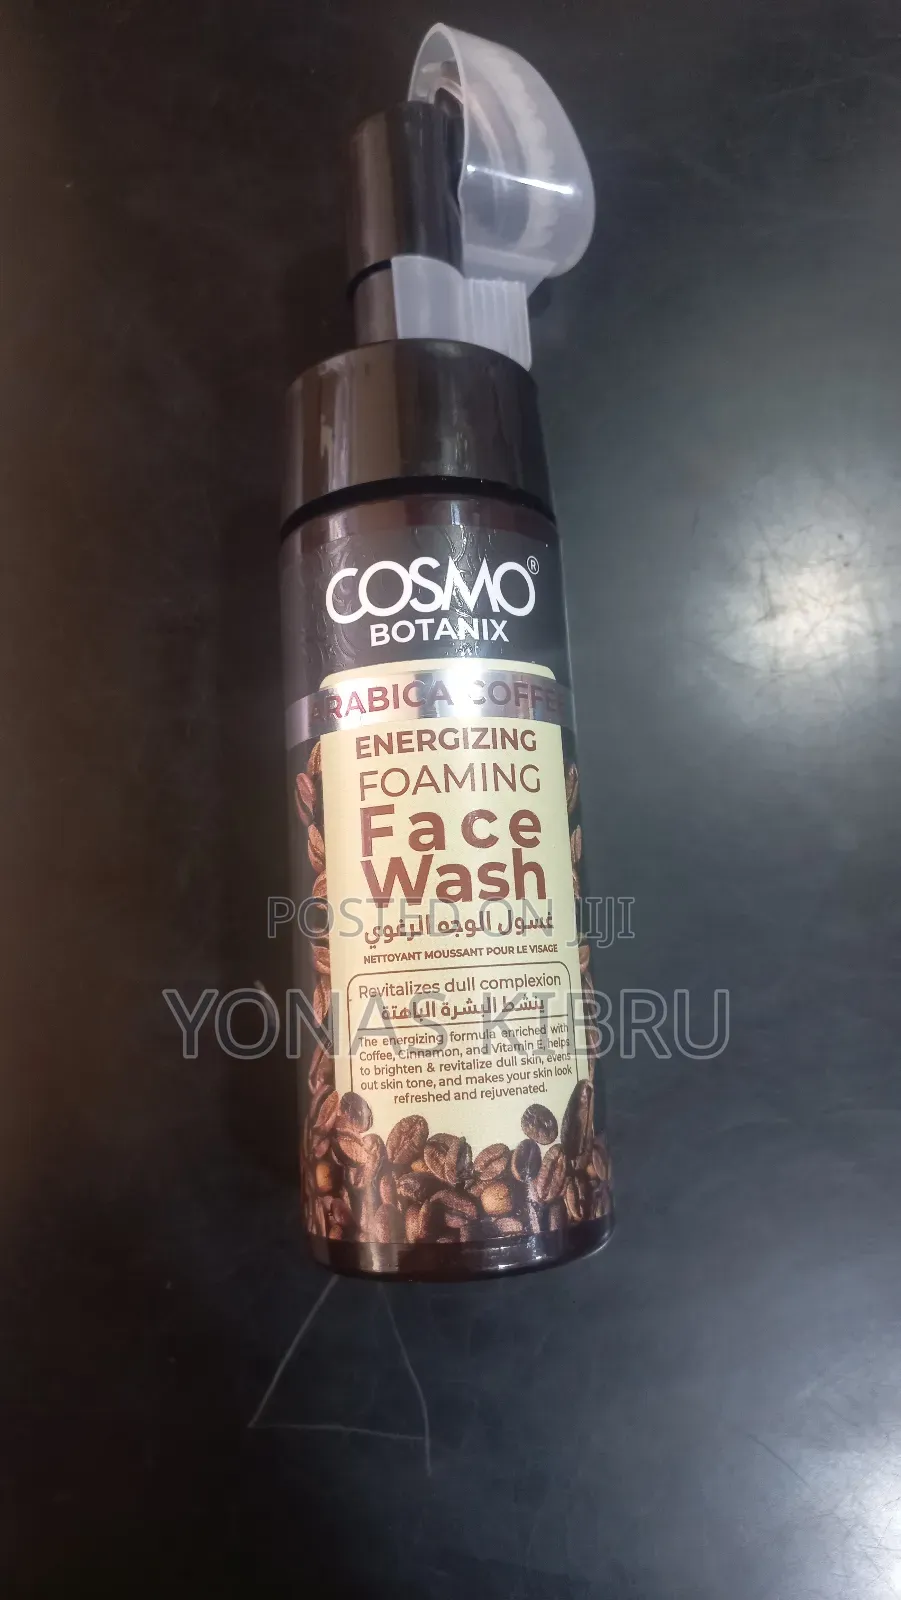 COSMO®
BOTANIX
ARABICA COFFEE
ENERGIZING
FOAMING
Face
Wash
غسول الوجه الرغوي
NETTOYANT MOUSSANT POUR LE VISAGE
Revitalizes dull complexion
ينشط البشرة الباهتة
The energizing formula enriched with
Coffee, Cinnamon, and Vitamin E, helps
to brighten & revitalize dull skin, evens
out skin tone, and makes your skin look
refreshed and rejuvenated.
POSTED ON JIJI
YONAS KIBRU